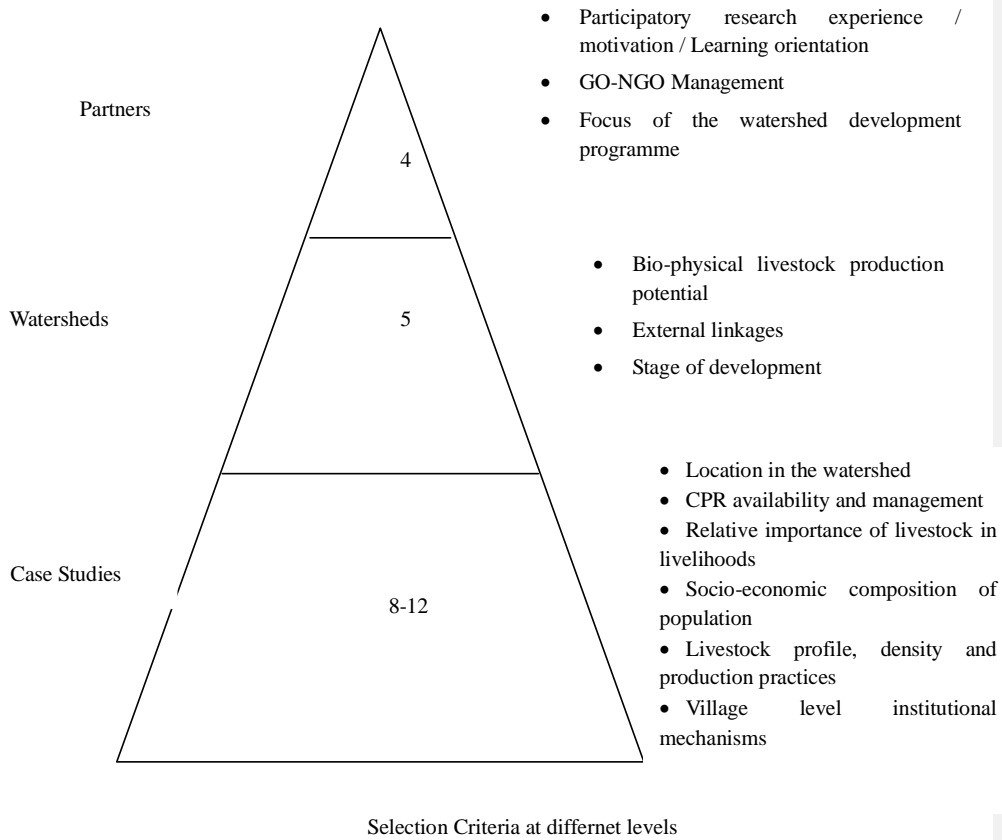 • Participatory research experience /
motivation / Learning orientation
• GO-NGO Management
• Focus of the watershed development
programme
Partners
4
• Bio-physical livestock production
potential
• External linkages
• Stage of development
Watersheds
5
• Location in the watershed
• CPR availability and management
• Relative importance of livestock in
livelihoods
• Socio-economic composition of
population
• Livestock profile, density and
production practices
• Village level institutional
mechanisms
Case Studies
8-12
Selection Criteria at differnet levels